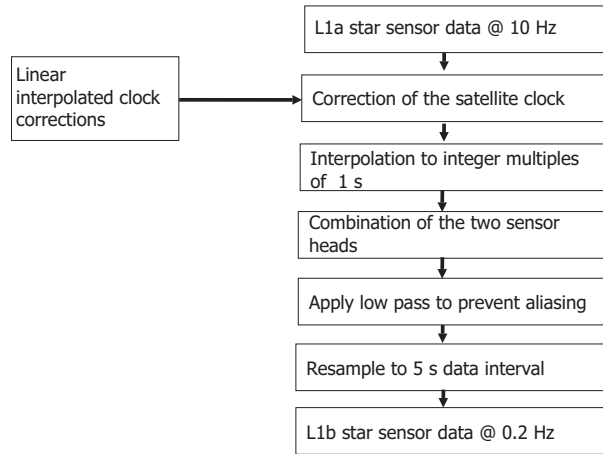 L1a star sensor data @ 10 Hz
Linear
interpolated clock
corrections
Correction of the satellite clock
Interpolation to integer multiples
of 1 s
Combination of the two sensor
heads
Apply low pass to prevent aliasing
Resample to 5 s data interval
L1b star sensor data @ 0.2 Hz